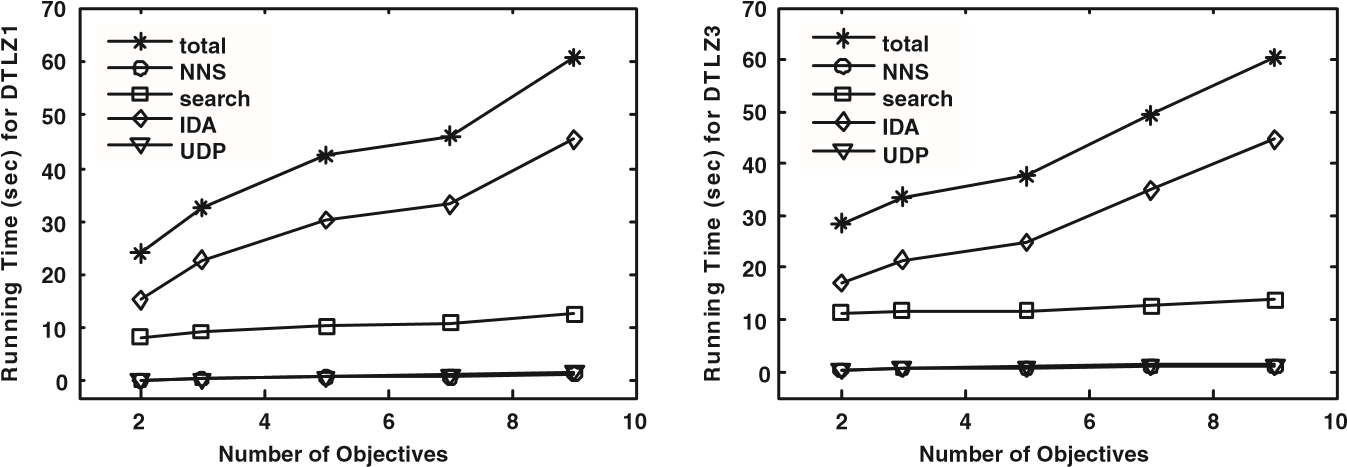 Running Time (sec) for DTLZ1
70
60
50
40
30
20
10
0
total
NNS
search
IDA
UDP
2
4
6
8
10
Number of Objectives
Running Time (sec) for DTLZ3
70
60
50
40
30
20
10
0
total
NNS
search
IDA
UDP
2
4
6
8
10
Number of Objectives